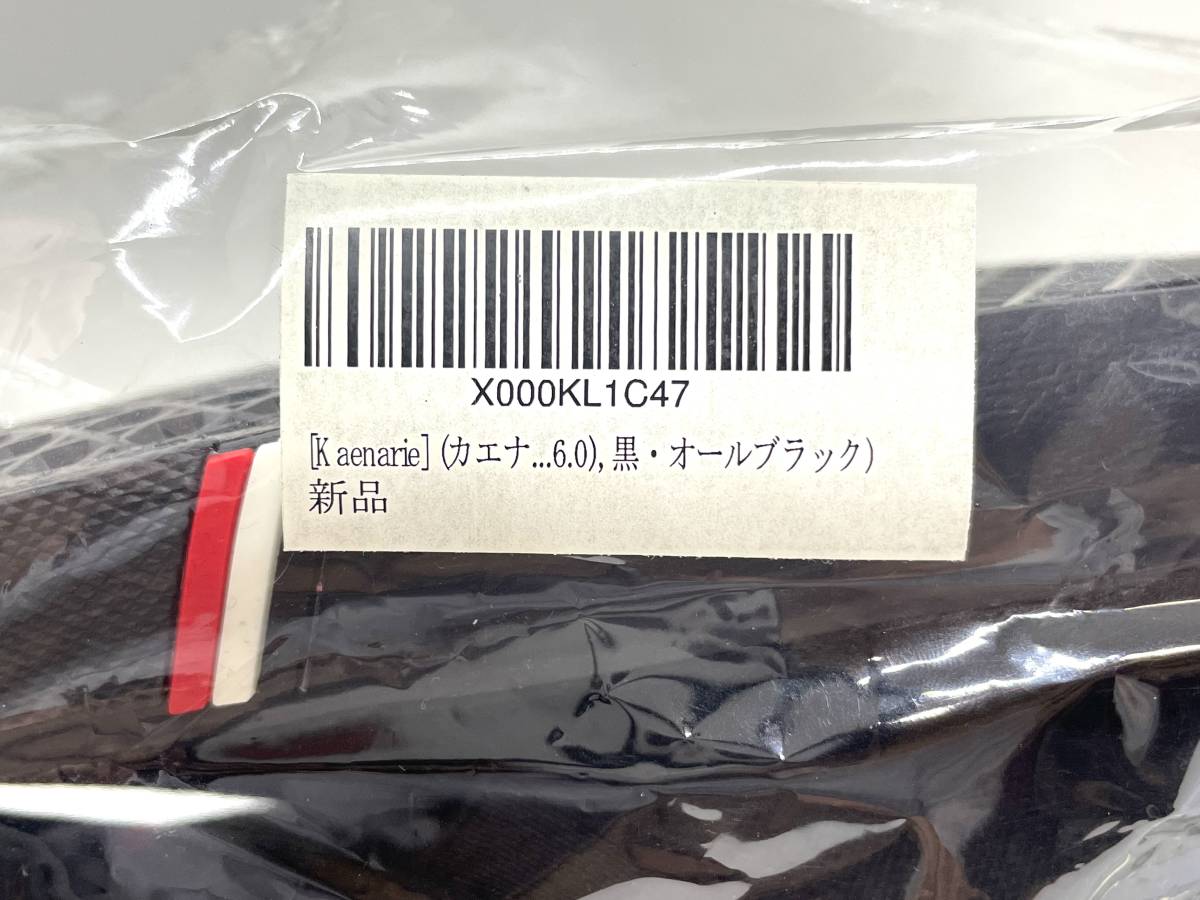 X000KL1C47
[Kaenarie] (カエナ...6.0), 黒・オールブラック)
新品